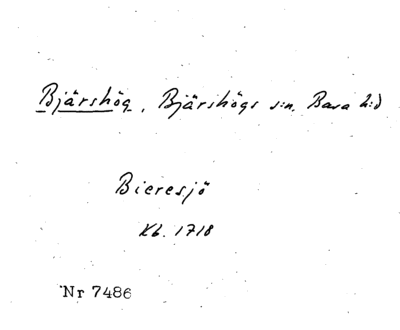 Bjärshög, Bjärshögs s:n, Bara h:d
Bieresjö
Kb. 1718
Nr 7486